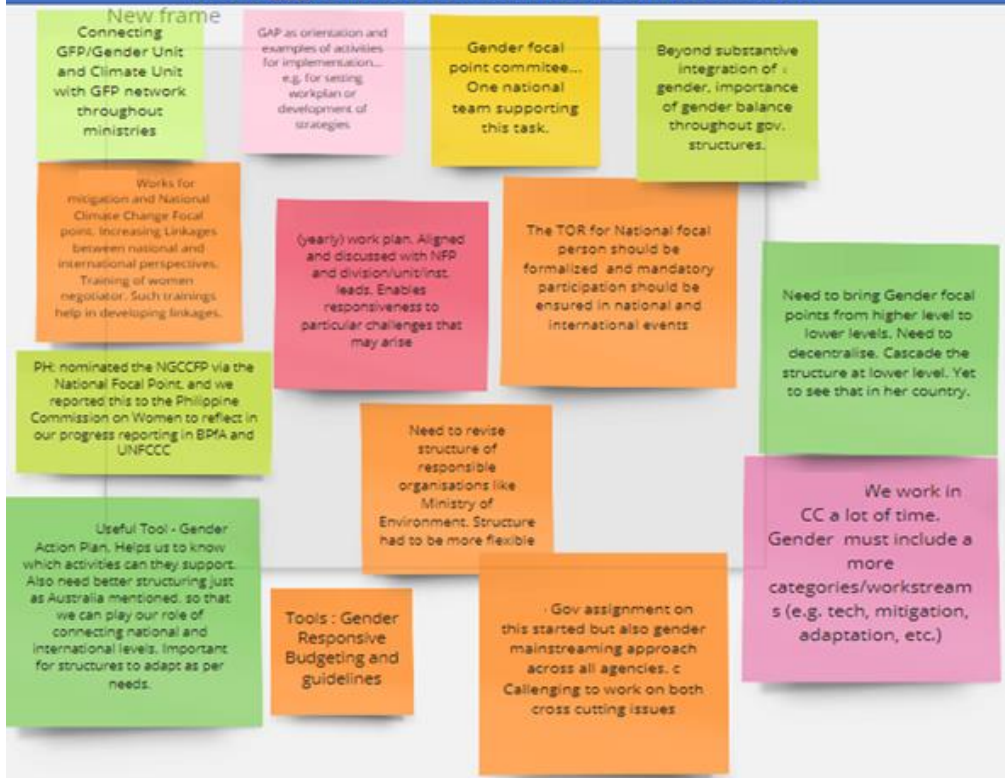 New frame
Connecting
GFP/Gender Unit
and Climate Unit
with GFP network
throughout
ministries
GAP as orientation and
examples of activities
for implementation...
e.g. for setting
workplan or
development of
strategies
Gender focal
point commitee...
One national
team supporting
this task.
Beyond substantive
integration of
gender, importance
of gender balance
throughout gov.
structures.
Works for
mitigation and National
Climate Change Focal
point. Increasing Linkages
between national and
international perspectives.
Training of women
negotiator. Such trainings
help in developing linkages.
(yearly) work plan. Aligned
and discussed with NFP
and division/unit/inst.
leads. Enables
responsiveness to
particular challenges that
may arise
The TOR for National focal
person should be
formalized and mandatory
participation should be
ensured in national and
international events
Need to bring Gender focal
points from higher level to
lower levels. Need to
decentralise. Cascade the
structure at lower level. Yet
to see that in her country.
PH: nominated the NGCCFP via the
National Focal Point, and we
reported this to the Philippine
Commission on Women to reflect in
our progress reporting in BPfA and
UNFCCC
Need to revise
structure of
responsible
organisations like
Ministry of
Environment. Structure
had to be more flexible
We work in
CC a lot of time.
Gender must include a
more
categories/workstream
s (e.g. tech, mitigation,
adaptation, etc.)
Useful Tool - Gender
Action Plan. Helps us to know
which activities can they support.
Also need better structuring just
as Australia mentioned, so that
we can play our role of
connecting national and
international levels. Important
for structures to adapt as per
needs.
Tools : Gender
Responsive
Budgeting and
guidelines
Gov assignment on
this started but also gender
mainstreaming approach
across all agencies. c
Callenging to work on both
cross cutting issues